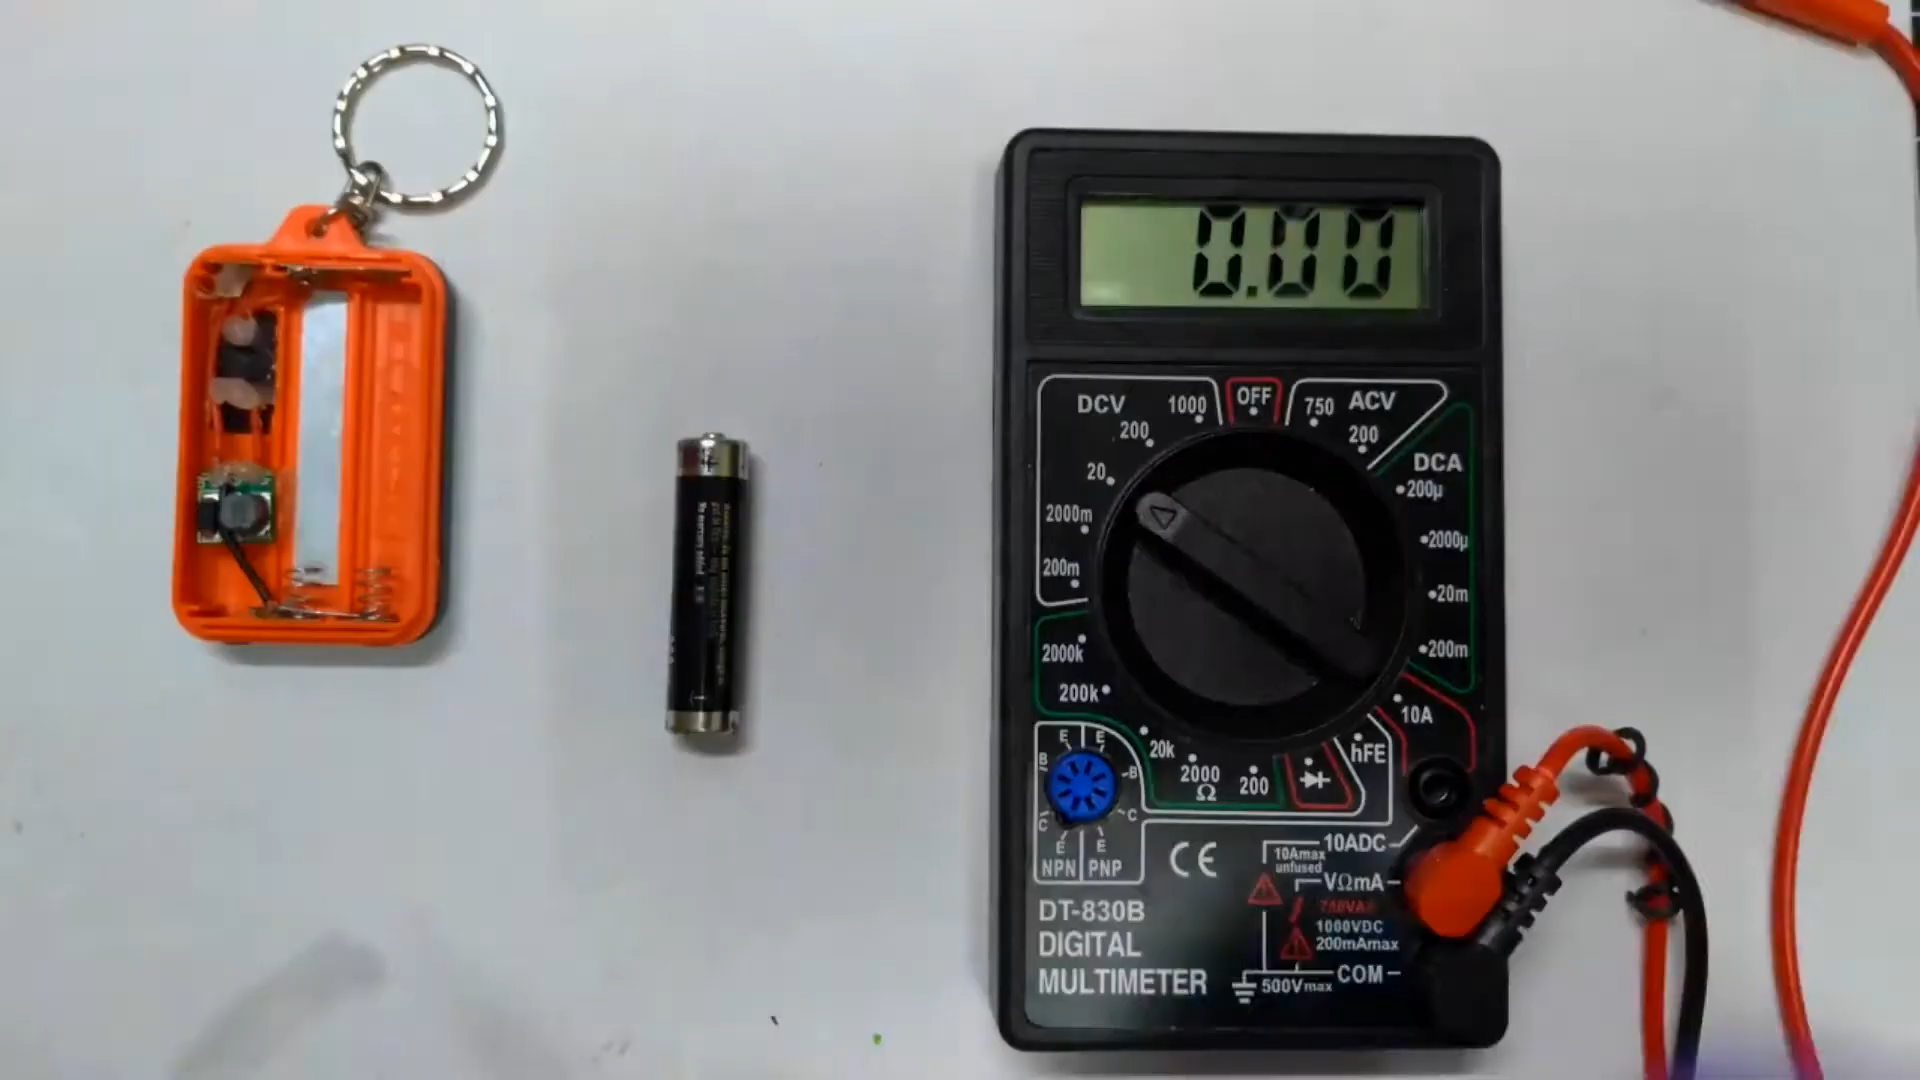 0.00
DCV
1000
OFF
750
ACV
200
200
20
DCA
200µ
2000m
2000µ
200m
20m
2000k
200m
200k
10A
20k
hFE
2000
Ω
200
E E
B B
C C
E E
NPN PNP
CE
10ADC
10Amax
unfused
VΩmA
DT-830B
DIGITAL
MULTIMETER
1000VDC
200mAmax
COM
500Vmax